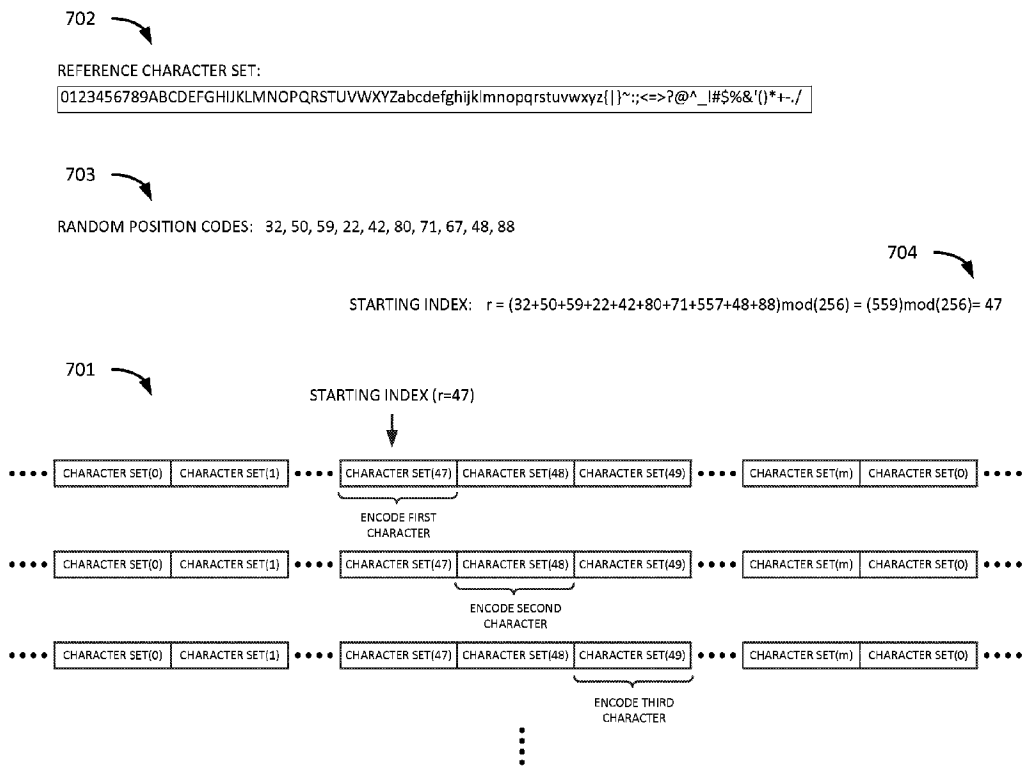 702
REFERENCE CHARACTER SET:
0123456789ABCDEFGHIJKLMNOPQRSTUVWXYZabcdefghijklmnopqrstuvwxyz{|}~:;<=>?@^_!#$%&'()*+-./
703
RANDOM POSITION CODES: 32, 50, 59, 22, 42, 80, 71, 67, 48, 88
704
STARTING INDEX: r = (32+50+59+22+42+80+71+557+48+88)mod(256) = (559)mod(256)= 47
701
STARTING INDEX (r=47)
CHARACTER SET(0) CHARACTER SET(1) CHARACTER SET(47) CHARACTER SET(48) CHARACTER SET(49) CHARACTER SET(m) CHARACTER SET(0)
ENCODE FIRST
CHARACTER
CHARACTER SET(0) CHARACTER SET(1) CHARACTER SET(47) CHARACTER SET(48) CHARACTER SET(49) CHARACTER SET(m) CHARACTER SET(0)
ENCODE SECOND
CHARACTER
CHARACTER SET(0) CHARACTER SET(1) CHARACTER SET(47) CHARACTER SET(48) CHARACTER SET(49) CHARACTER SET(m) CHARACTER SET(0)
ENCODE THIRD
CHARACTER